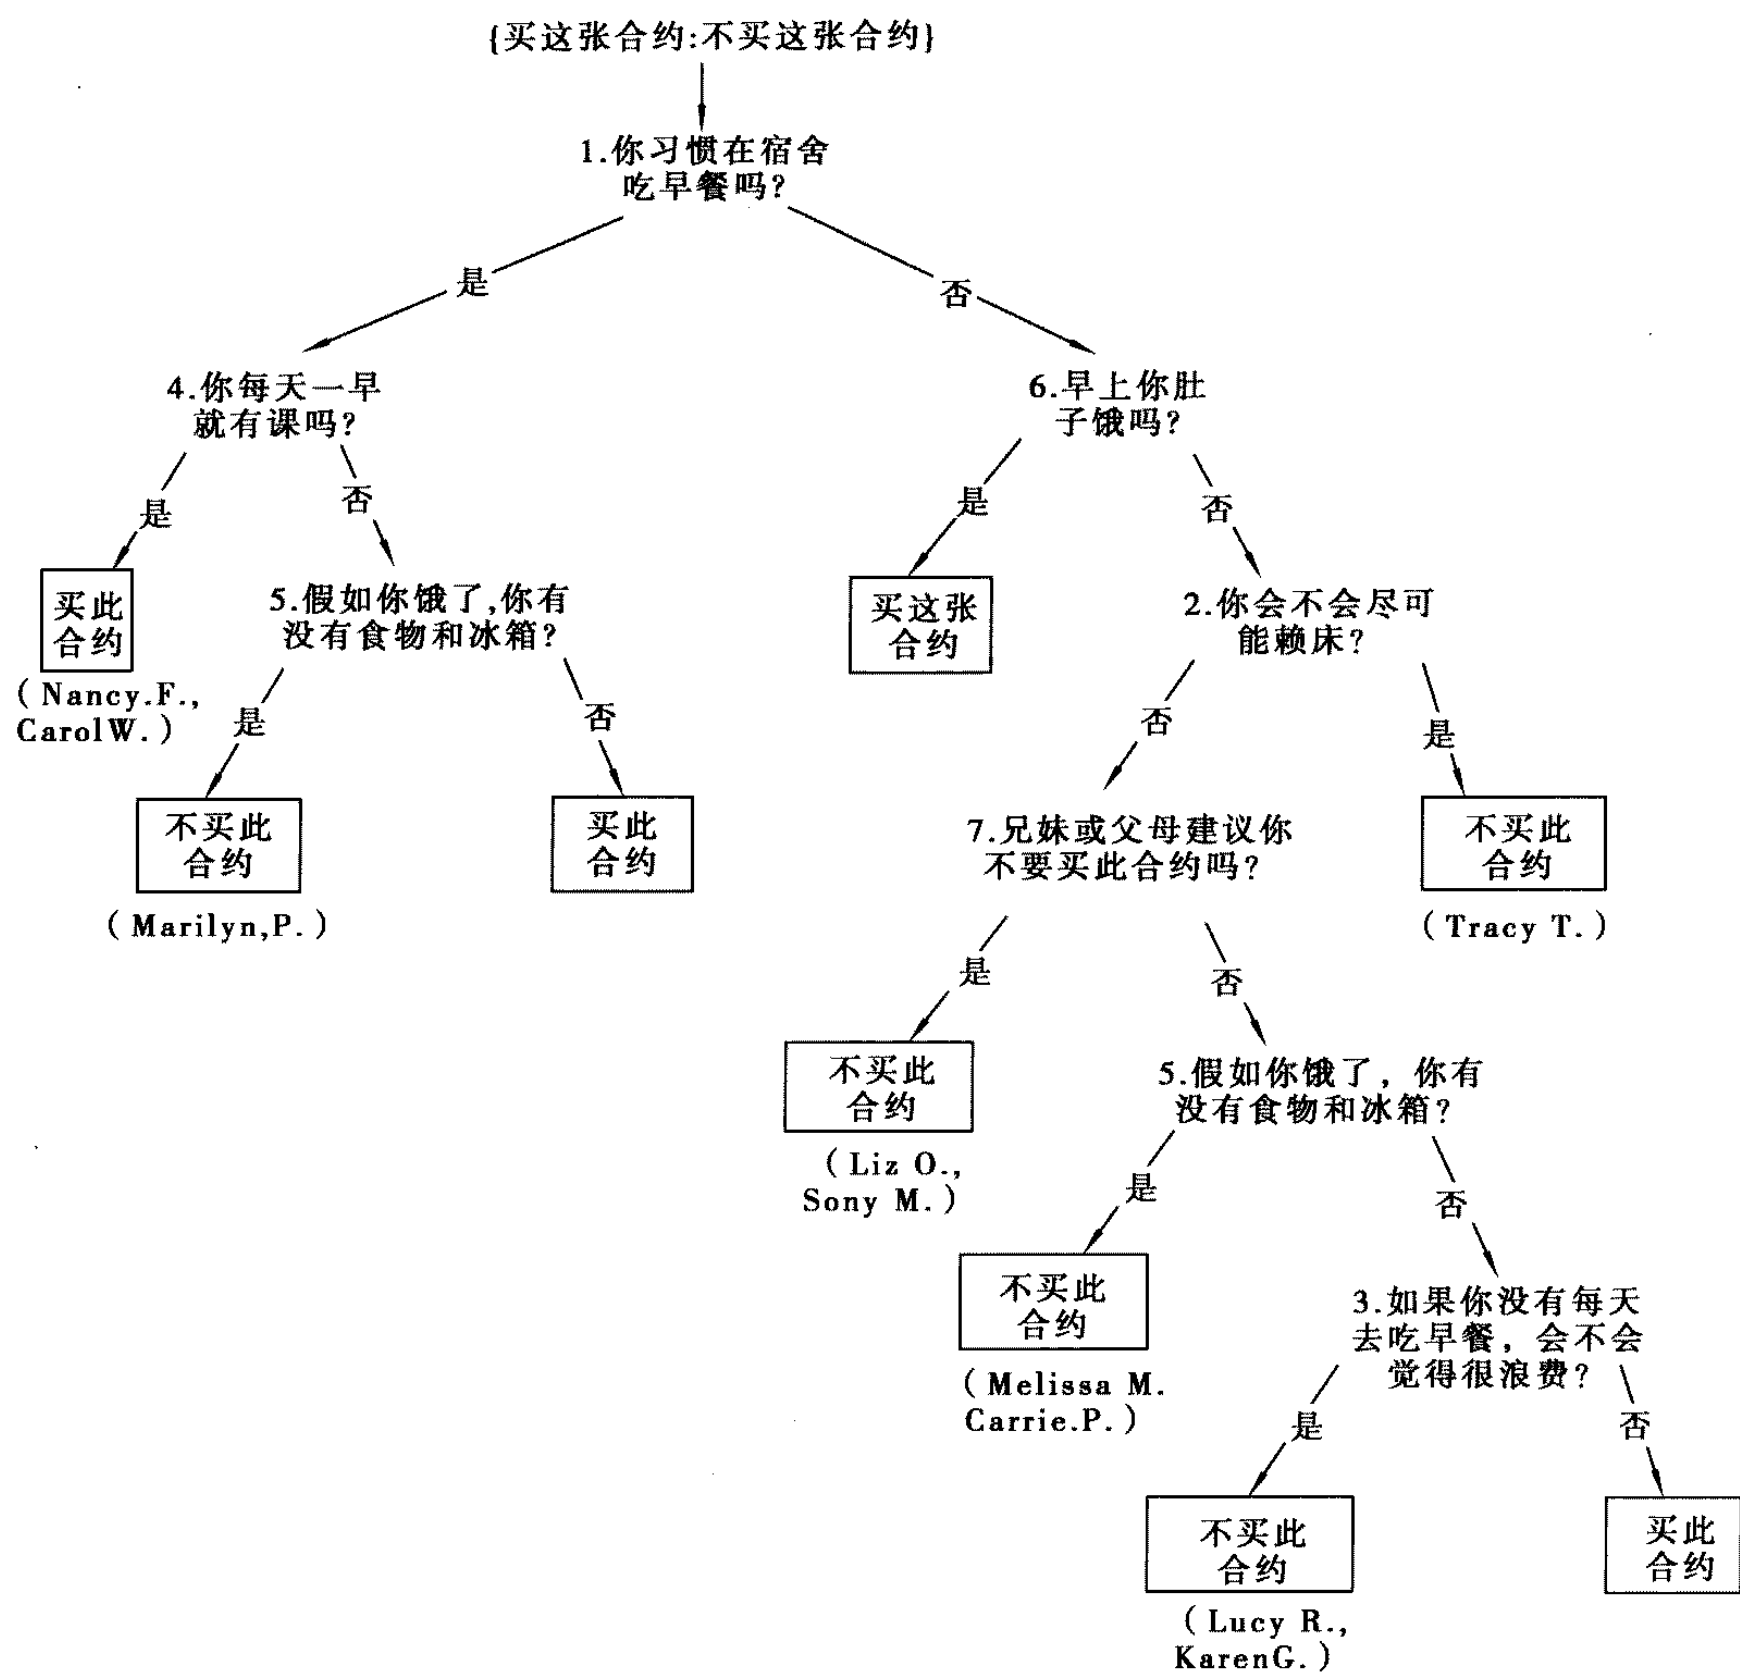 {买这张合约:不买这张合约}
1.你习惯在宿舍
吃早餐吗?
是
否
4.你每天一早
就有课吗?
6.早上你肚
子饿吗?
是
否
是
否
买此
合约
(Nancy.F.,
CarolW.)
5.假如你饿了,你有
没有食物和冰箱?
买这张
合约
2.你会不会尽可
能赖床?
是
否
否
是
不买此
合约
(Marilyn,P.)
买此
合约
7.兄妹或父母建议你
不要买此合约吗?
不买此
合约
(Tracy T.)
是
否
不买此
合约
(Liz O.,
Sony M.)
5.假如你饿了，你有
没有食物和冰箱?
是
否
不买此
合约
(Melissa M.
Carrie.P.)
3.如果你没有每天
去吃早餐，会不会
觉得很浪费?
是
否
不买此
合约
(Lucy R.,
KarenG.)
买此
合约